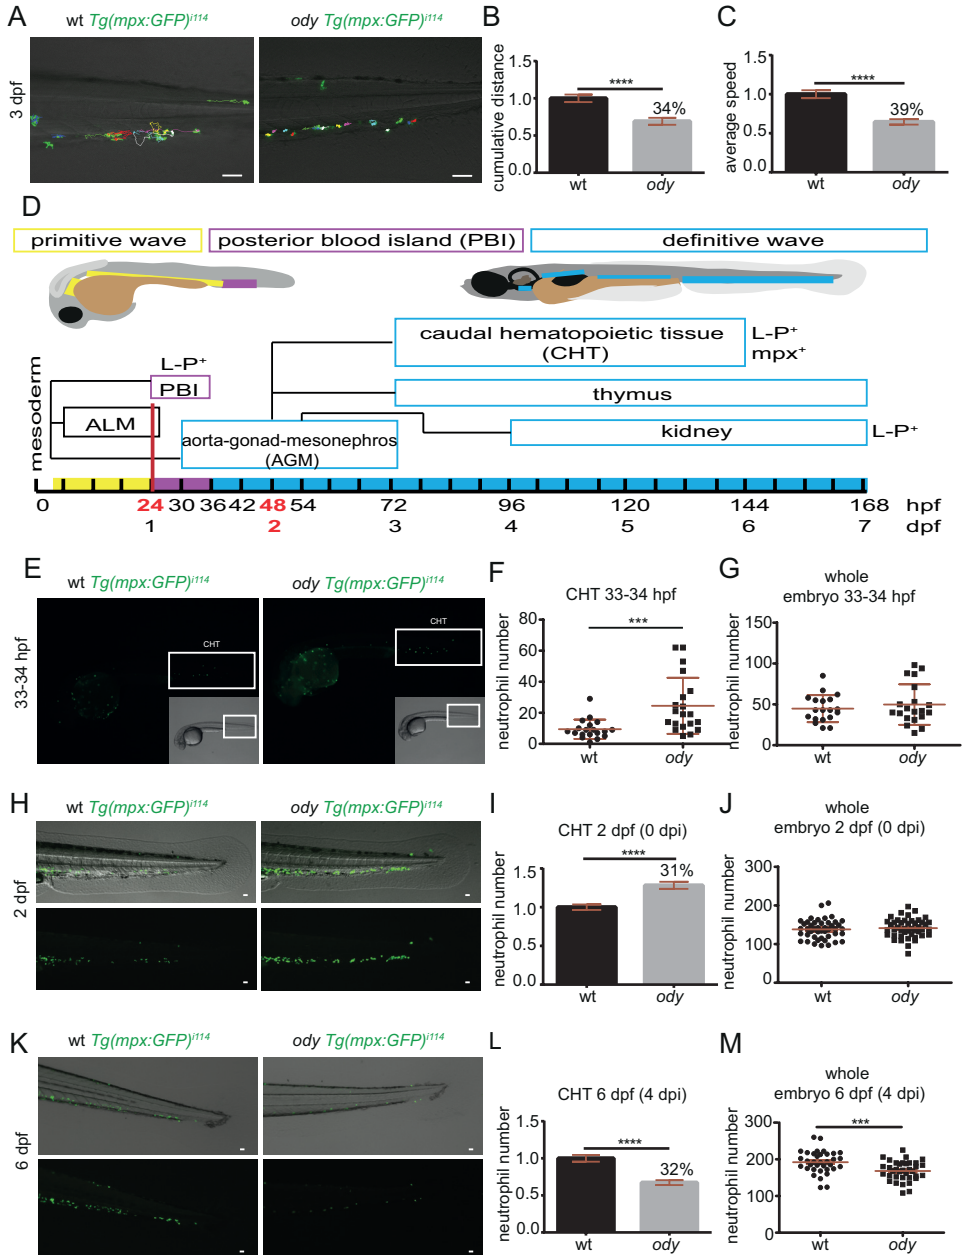 A
wt Tg(mpx:GFP)i114
ody Tg(mpx:GFP)i114
3 dpf
B
cumulative distance
1.5
1.0
0.5
0.0
****
34%
wt
ody
C
average speed
1.5
1.0
0.5
0.0
****
39%
wt
ody
D
primitive wave
posterior blood island (PBI)
definitive wave
mesoderm
L-P+
PBI
ALM
aorta-gonad-mesonephros
(AGM)
caudal hematopoietic tissue
(CHT)
L-P+
mpx+
thymus
kidney
L-P+
0 24 30 36 42 48 54 72 96 120 144 168 hpf
1 2 3 4 5 6 7 dpf
E
wt Tg(mpx:GFP)i114
ody Tg(mpx:GFP)i114
33-34 hpf
CHT
CHT
F
CHT 33-34 hpf
neutrophil number
80
60
40
20
0
***
wt
ody
G
whole
embryo 33-34 hpf
neutrophil number
150
100
50
0
wt
ody
H
wt Tg(mpx:GFP)i114
ody Tg(mpx:GFP)i114
2 dpf
I
CHT 2 dpf (0 dpi)
neutrophil number
1.5
1.0
0.5
0.0
****
31%
wt
ody
J
whole
embryo 2 dpf (0 dpi)
neutrophil number
300
200
100
0
wt
ody
K
wt Tg(mpx:GFP)i114
ody Tg(mpx:GFP)i114
6 dpf
L
CHT 6 dpf (4 dpi)
neutrophil number
1.5
1.0
0.5
0.0
****
32%
wt
ody
M
whole
embryo 6 dpf (4 dpi)
neutrophil number
300
200
100
0
***
wt
ody